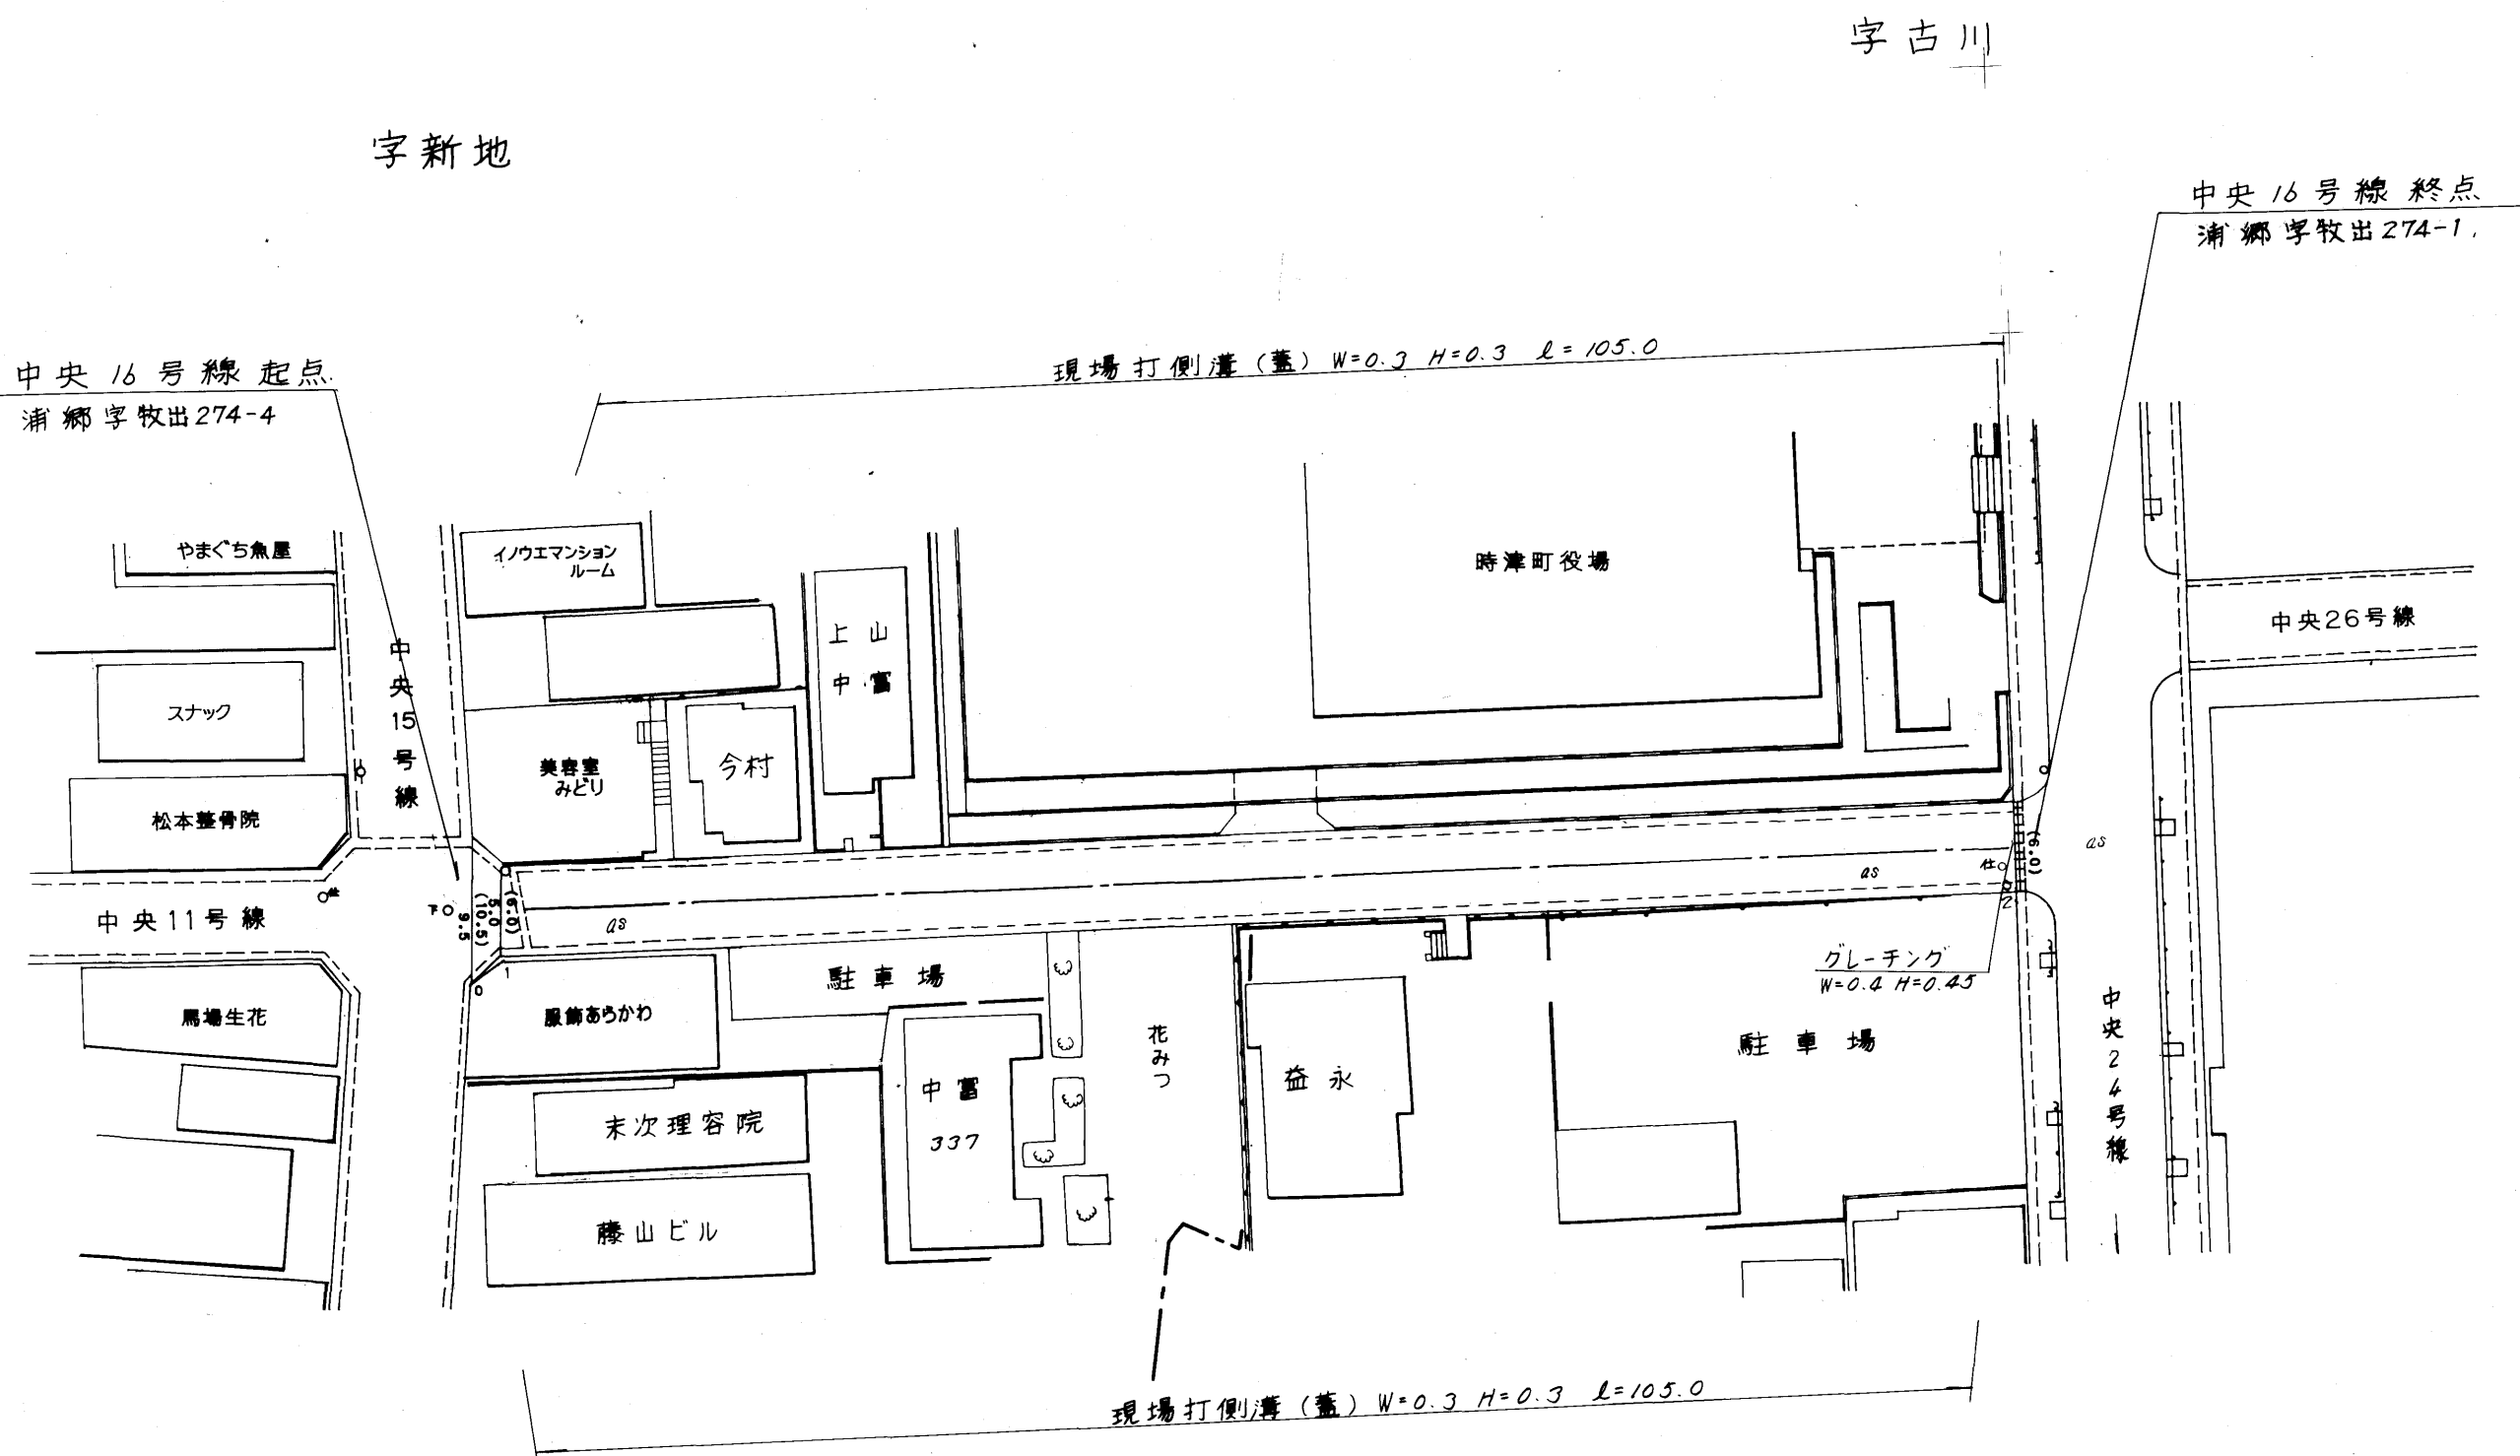 字古川
字新地
中央16号線 終点
浦郷字牧出274-1.
現場打側溝(蓋) W=0.3 H=0.3 ℓ=105.0
中央16号線 起点.
浦郷字牧出274-4
やまぐち魚屋
イノウエマンション
ルーム
時津町役場
中央26号線
上山
中富
中央15号線
スナック
今村
美容室
みどり
松本整骨院
as
仕
(6.0)
as
中央11号線
下
(6.0)
5.0
(10.5)
9.5
as
2
グレーチング
W=0.4 H=0.45
駐車場
1
0
馬場生花
服飾あらかわ
花みつ
駐車場
中央24号線
益永
中富
337
末次理容院
藤山ビル
現場打側溝(蓋) W=0.3 H=0.3 ℓ=105.0